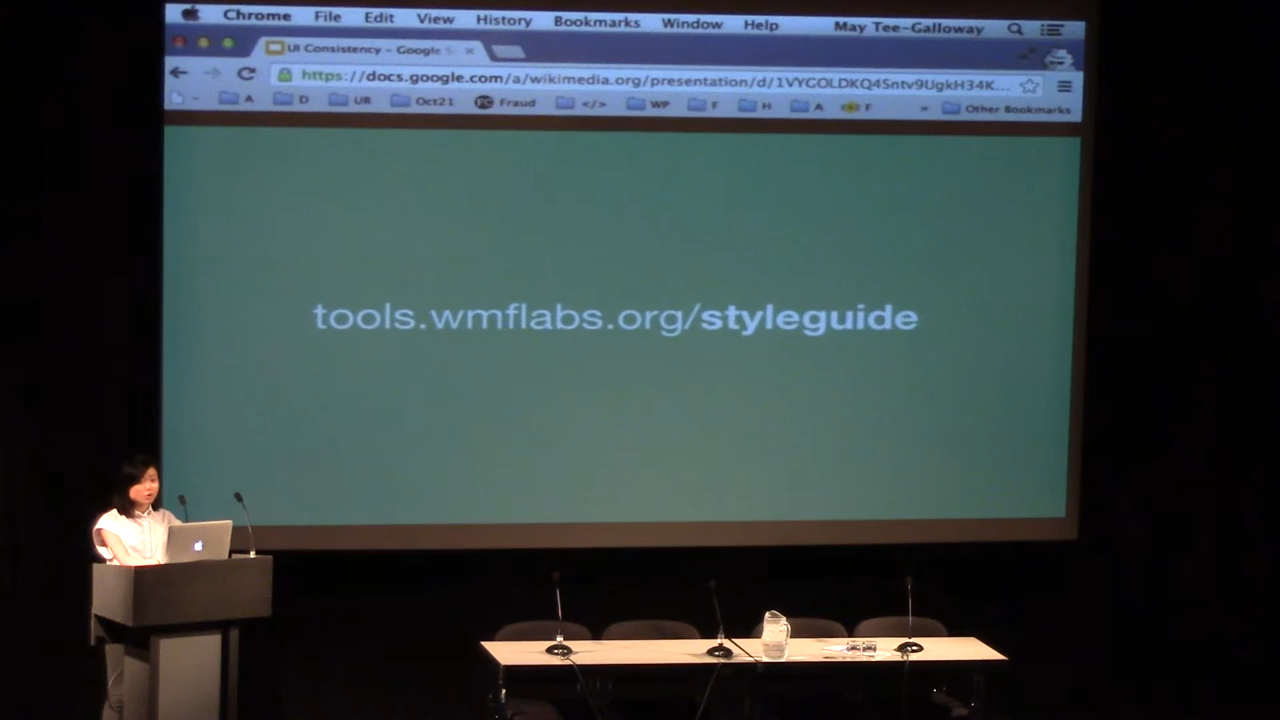 Chrome File Edit View History Bookmarks Window Help May Tee-Galloway
UI Consistency - Google
https://docs.google.com/a/wikimedia.org/presentation/d/1VYGOLDKQ4Sntv9UgkH34K...
A D UR Oct21 FC Fraud </> WP F H A F » Other Bookmarks
tools.wmflabs.org/styleguide